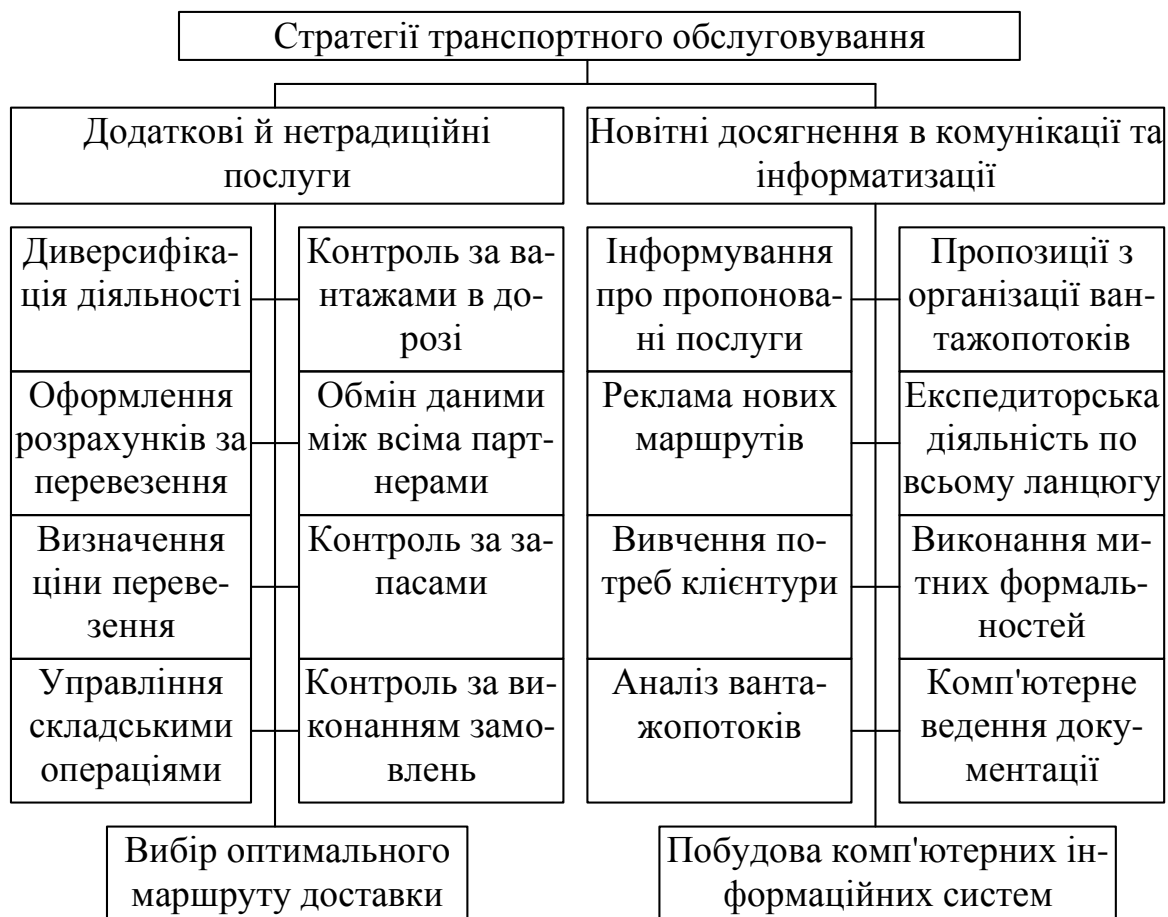 Стратегії транспортного обслуговування
Додаткові й нетрадиційні
послуги
Новітні досягнення в комунікації та
інформатизації
Диверсифіка-
ція діяльності
Контроль за ва-
нтажами в до-
розі
Інформування
про пропонова-
ні послуги
Пропозиції з
організації ван-
тажопотоків
Оформлення
розрахунків за
перевезення
Обмін даними
між всіма парт-
нерами
Реклама нових
маршрутів
Експедиторська
діяльність по
всьому ланцюгу
Визначення
ціни переве-
зення
Контроль за за-
пасами
Вивчення по-
треб клієнтури
Виконання ми-
тних формаль-
ностей
Управління
складськими
операціями
Контроль за ви-
конанням замо-
влень
Аналіз ванта-
жопотоків
Комп'ютерне
ведення доку-
ментації
Вибір оптимального
маршруту доставки
Побудова комп'ютерних ін-
формаційних систем